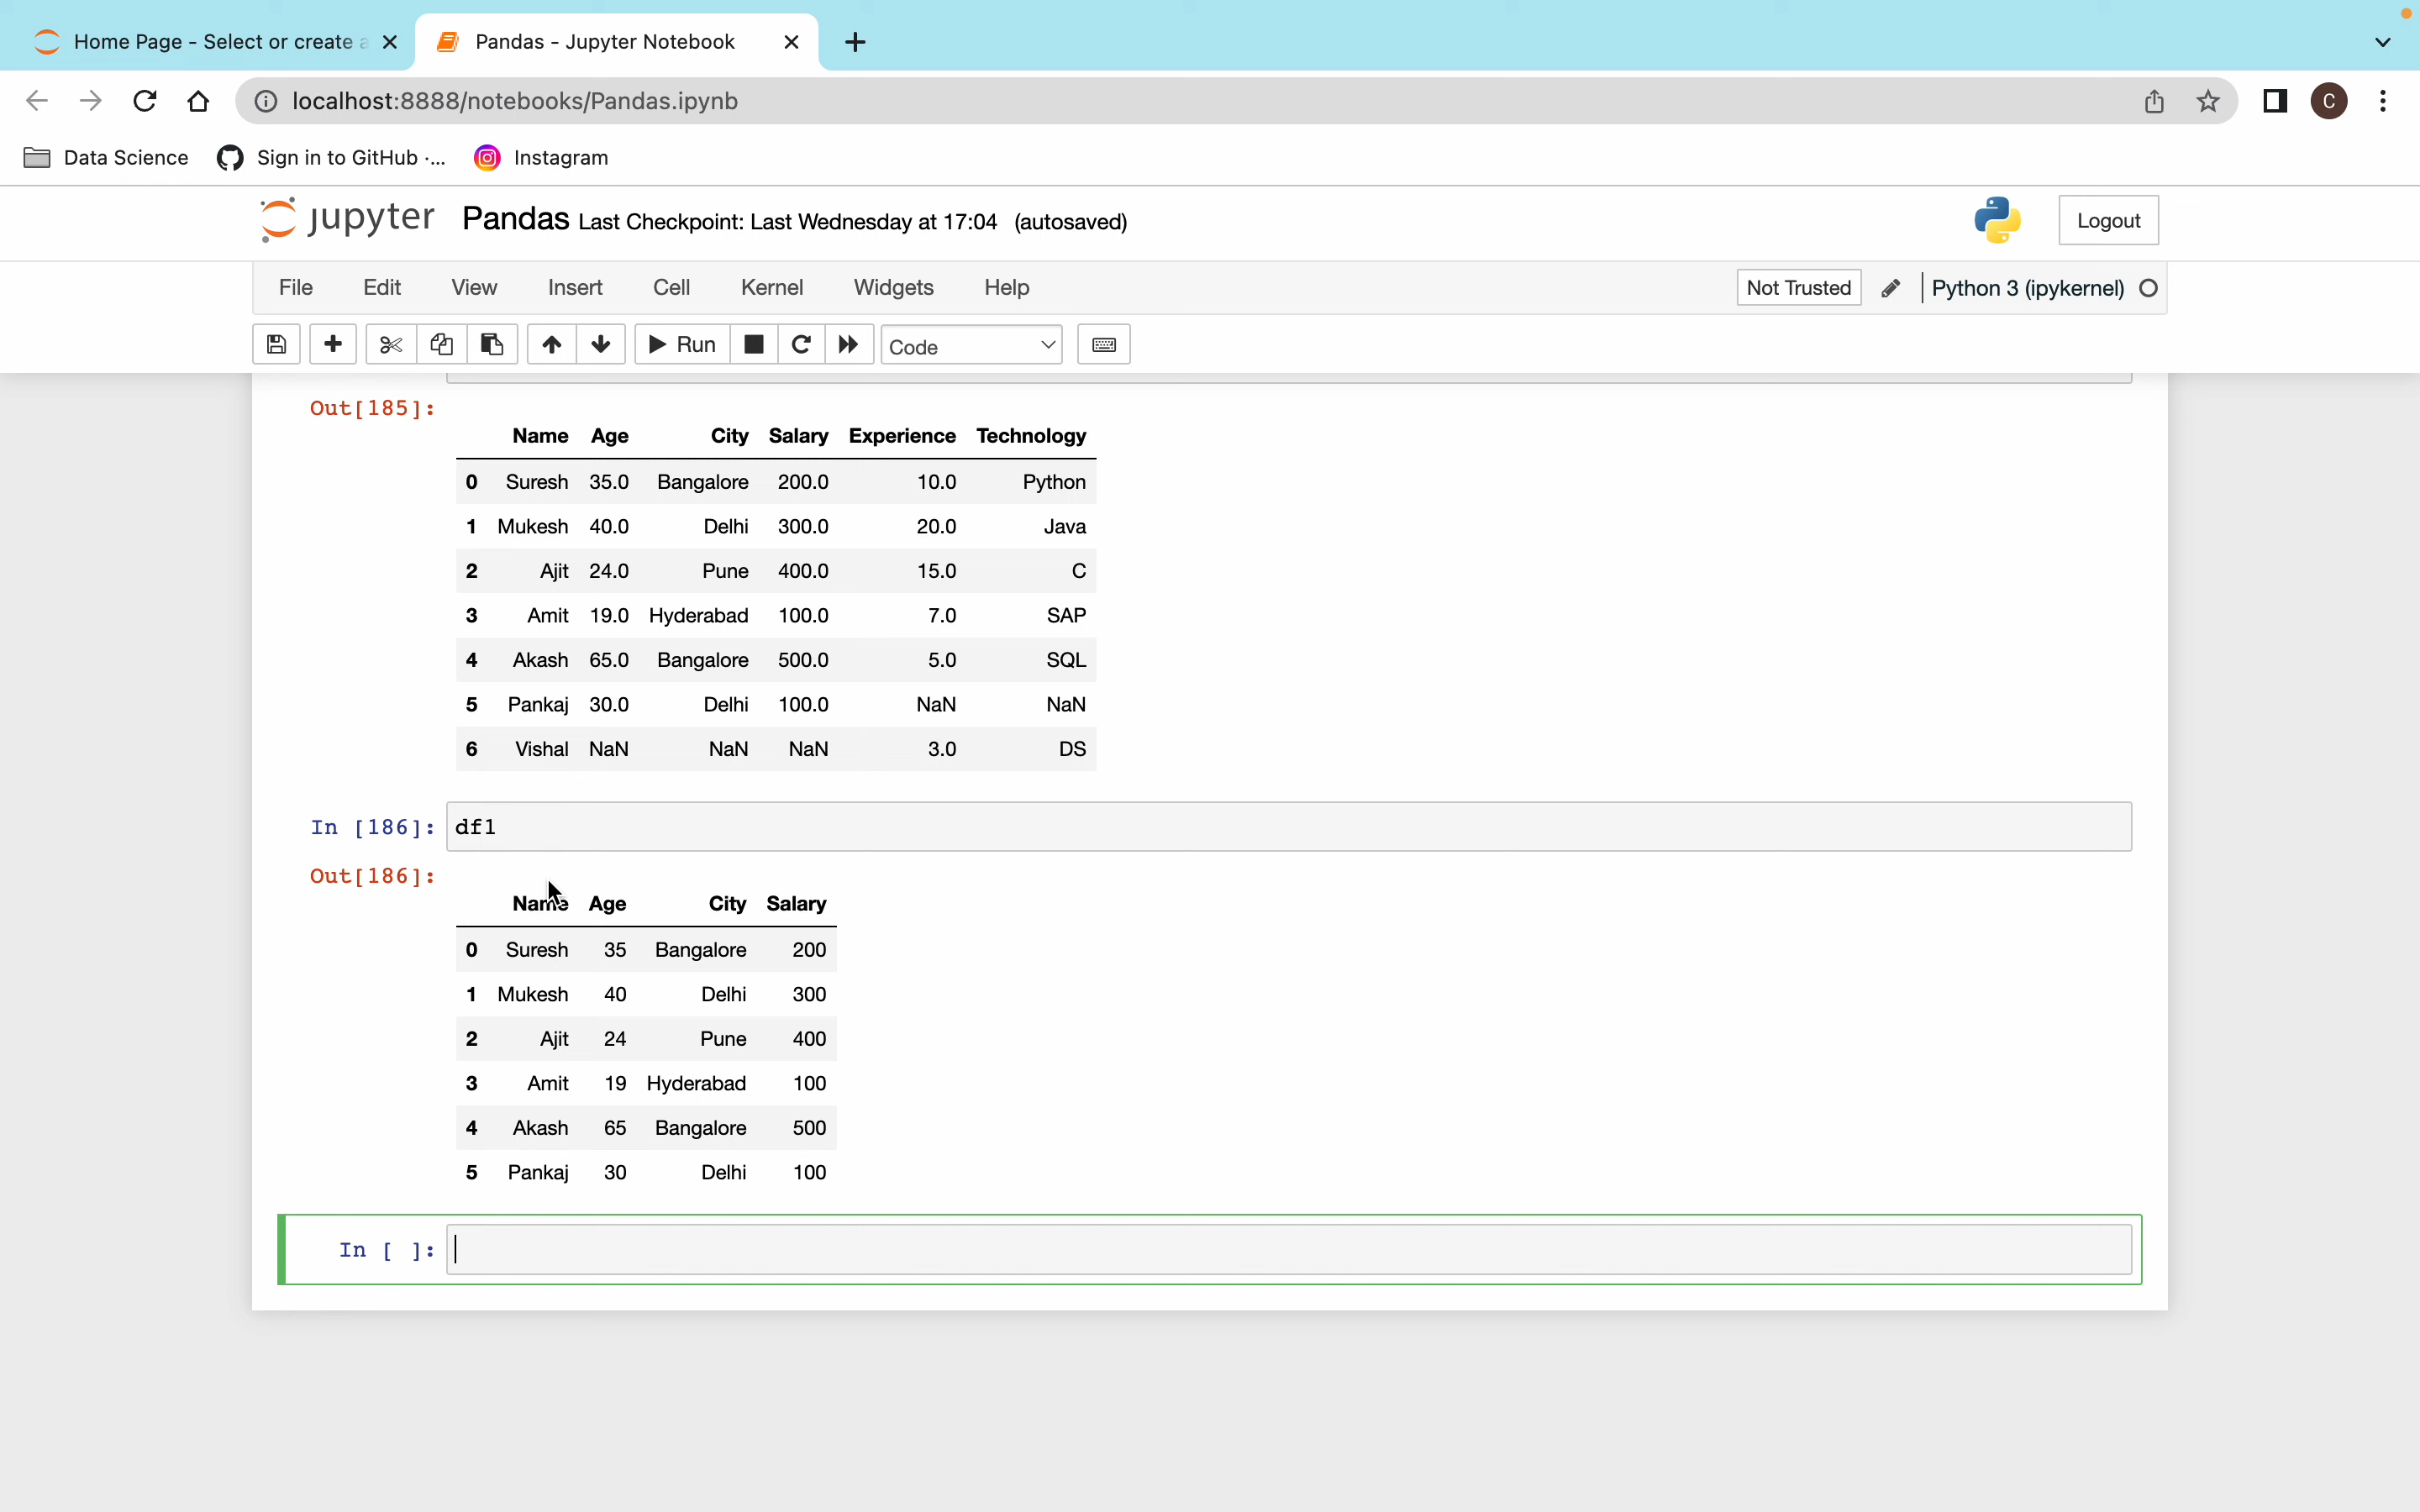 Home Page - Select or create a
Pandas - Jupyter Notebook
localhost:8888/notebooks/Pandas.ipynb
C
Data Science
Sign in to GitHub ·...
Instagram
jupyter Pandas Last Checkpoint: Last Wednesday at 17:04 (autosaved)
Logout
File Edit View Insert Cell Kernel Widgets Help
Not Trusted
Python 3 (ipykernel)
Run
Code
Out[185]:
Name Age City Salary Experience Technology
0 Suresh 35.0 Bangalore 200.0 10.0 Python
1 Mukesh 40.0 Delhi 300.0 20.0 Java
2 Ajit 24.0 Pune 400.0 15.0 C
3 Amit 19.0 Hyderabad 100.0 7.0 SAP
4 Akash 65.0 Bangalore 500.0 5.0 SQL
5 Pankaj 30.0 Delhi 100.0 NaN NaN
6 Vishal NaN NaN NaN 3.0 DS
In [186]: df1
Out[186]:
Name Age City Salary
0 Suresh 35 Bangalore 200
1 Mukesh 40 Delhi 300
2 Ajit 24 Pune 400
3 Amit 19 Hyderabad 100
4 Akash 65 Bangalore 500
5 Pankaj 30 Delhi 100
In [ ]: